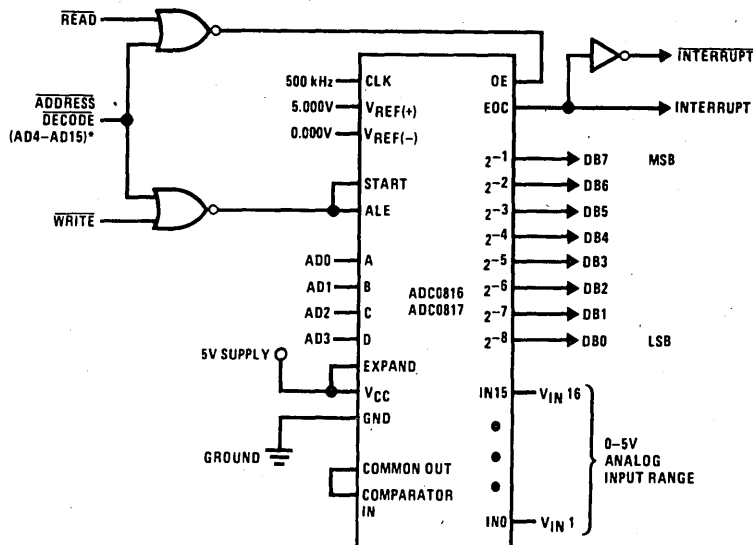 READ
ADDRESS
DECODE
(AD4–AD15)*
WRITE
500 kHz
CLK
5.000V
VREF(+)
0.000V
VREF(−)
START
ALE
AD0
A
AD1
B
AD2
C
AD3
D
5V SUPPLY
EXPAND
VCC
GND
GROUND
COMMON OUT
COMPARATOR
IN
ADC0816
ADC0817
OE
EOC
INTERRUPT
INTERRUPT
2−1 DB7 MSB
2−2 DB6
2−3 DB5
2−4 DB4
2−5 DB3
2−6 DB2
2−7 DB1
2−8 DB0 LSB
IN15 VIN 16
0–5V
ANALOG
INPUT RANGE
IN0 VIN 1